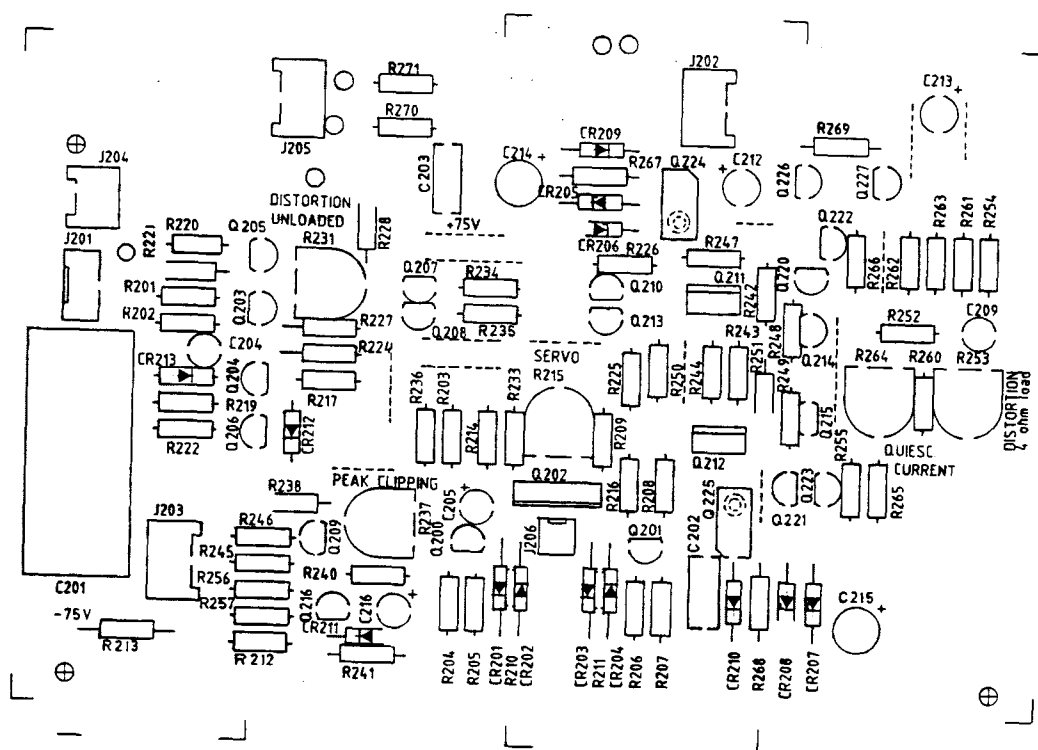 R271
J202
C213
R270
R269
J205
CR209
J204
C203
C214
R267
Q224
C212
Q226
Q227
DISTORTION
UNLOADED
CR205
+75V
R228
R263
R261
R254
R220
R221
Q205
R231
CR206
R226
R247
Q222
J201
Q207
R234
Q210
Q211
R242
Q220
R266
R262
R201
Q203
R202
R227
Q208
R235
Q213
R248
R252
C209
C204
R224
SERVO
R243
Q214
R264
R260
R253
CR213
Q204
R236
R203
R233
R215
R225
R250
R244
R251
R249
R219
R217
Q206
CR212
R214
R209
Q215
R222
Q212
R255
QUIESC
CURRENT
DISTORTION
4 ohm load
PEAK CLIPPING
Q202
R216
R208
Q225
R238
R237
C205
Q200
Q223
R265
J203
R246
Q209
J206
Q201
C202
Q221
R245
R240
C201
R256
-75V
R257
Q216
C216
CR211
C215
R213
R212
R241
R204
R205
CR201
R210
CR202
CR203
R211
CR204
R206
R207
CR210
R268
CR208
CR207